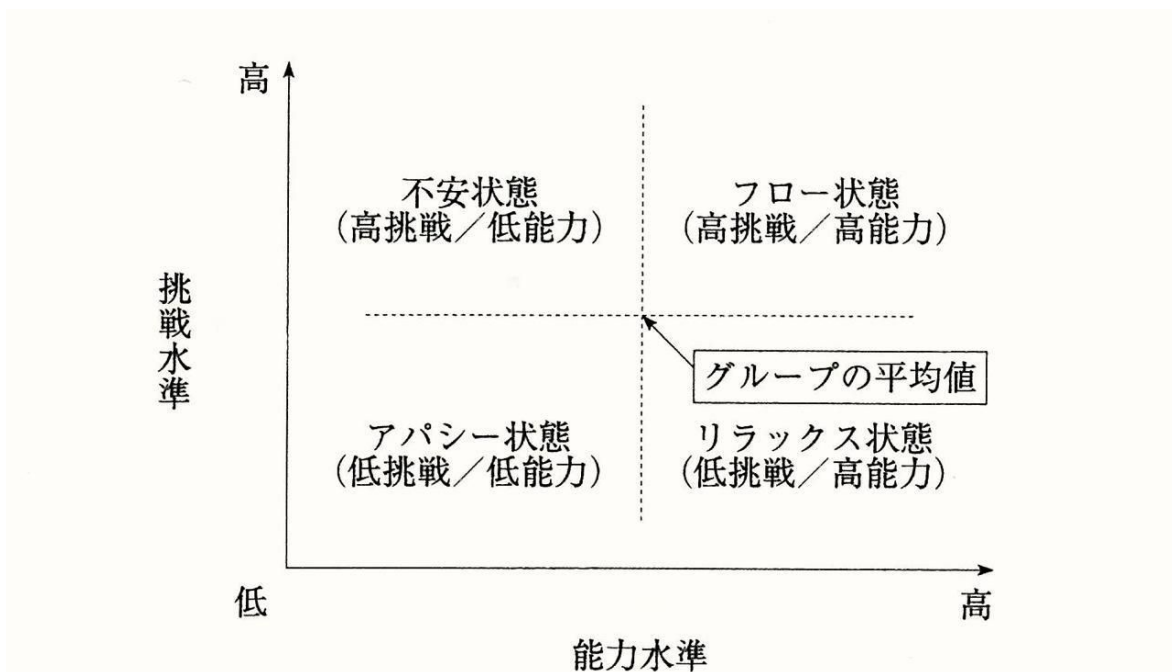 高
不安状態
(高挑戦／低能力)
フロー状態
(高挑戦／高能力)
挑戦水準
グループの平均値
アパシー状態
(低挑戦／低能力)
リラックス状態
(低挑戦／高能力)
低
高
能力水準